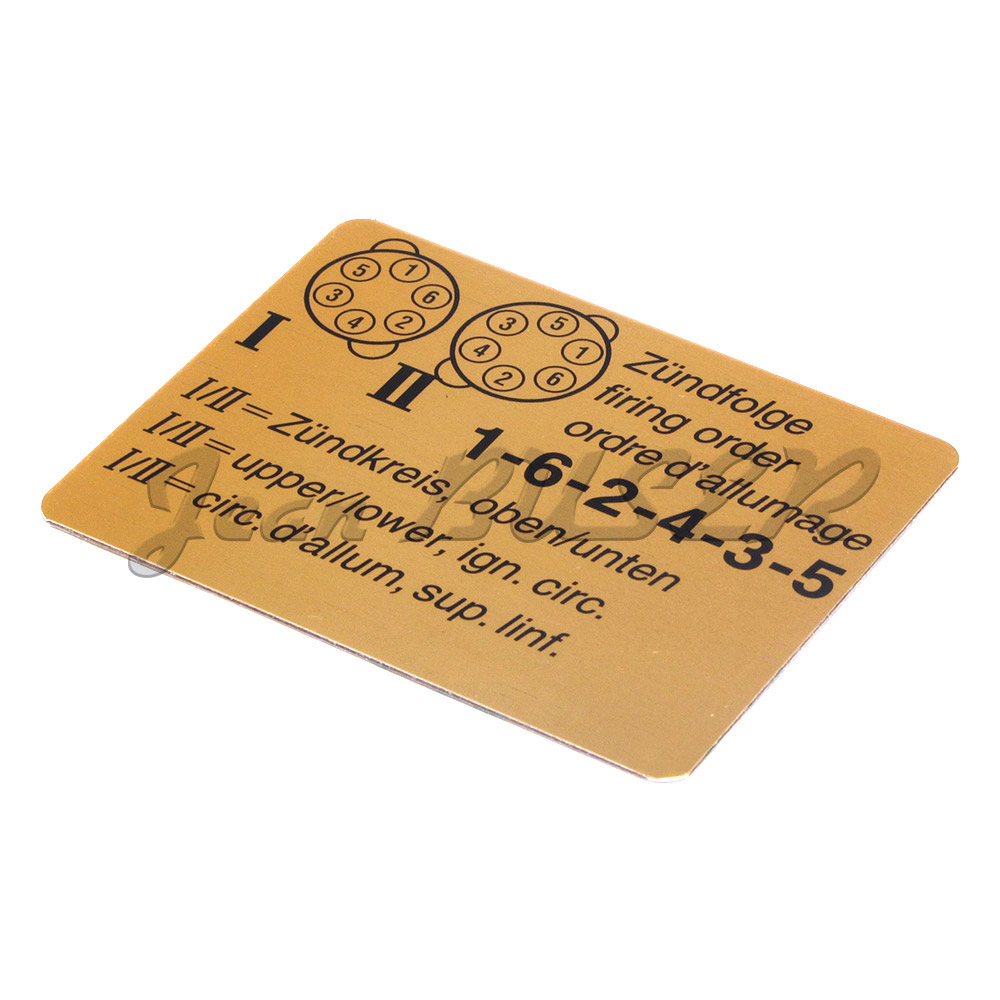 5 1 6 2 4 3
I
3 5 1 6 2 4
II
Zündfolge
firing order
ordre d'allumage
1-6-2-4-3-5
I/II = Zündkreis, oben/unten
I/II = upper/lower, ign. circ.
I/II = circ. d'allum, sup. linf.
Jean BUSER